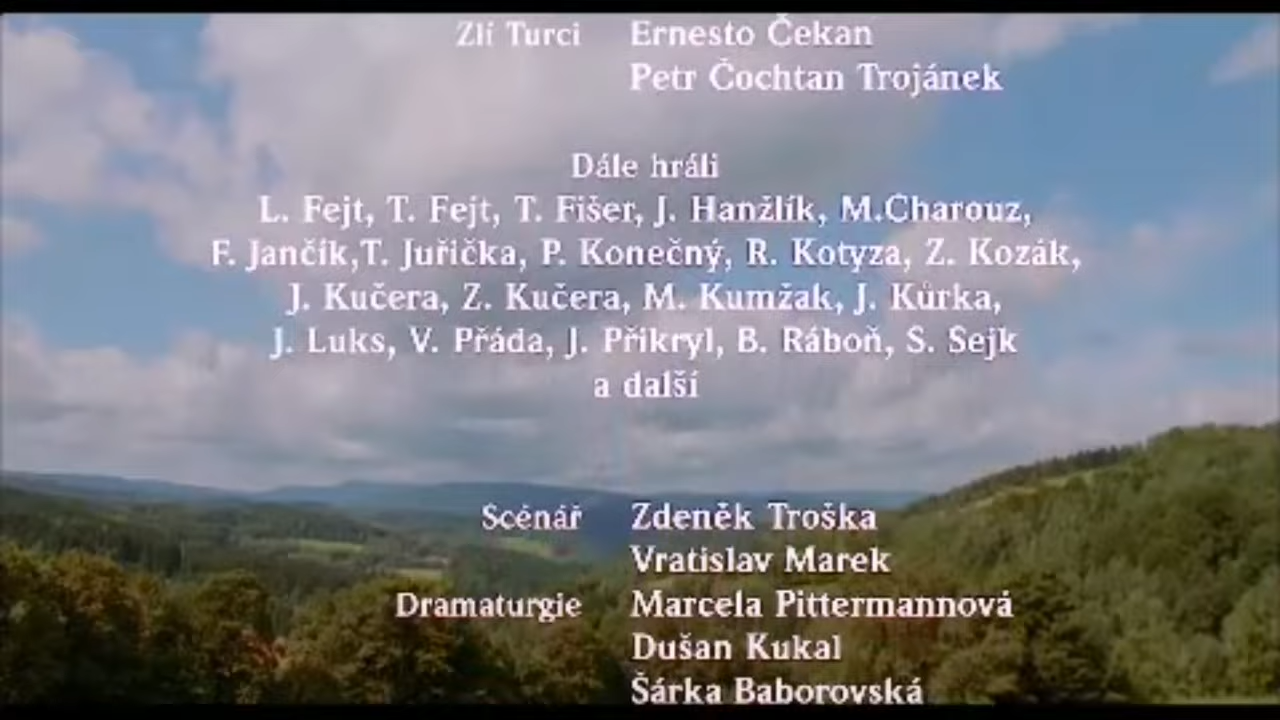 Zlí Turci Ernesto Čekan
Petr Čochtan Trojánek
Dále hráli
L. Fejt, T. Fejt, T. Fišer, J. Hanžlík, M.Charouz,
F. Jančík,T. Juřička, P. Konečný, R. Kotyza, Z. Kozák,
J. Kučera, Z. Kučera, M. Kumžak, J. Kůrka,
J. Luks, V. Přáda, J. Přikryl, B. Ráboň, S. Sejk
a další
Scénář Zdeněk Troška
Vratislav Marek
Dramaturgie Marcela Pittermannová
Dušan Kukal
Šárka Baborovská